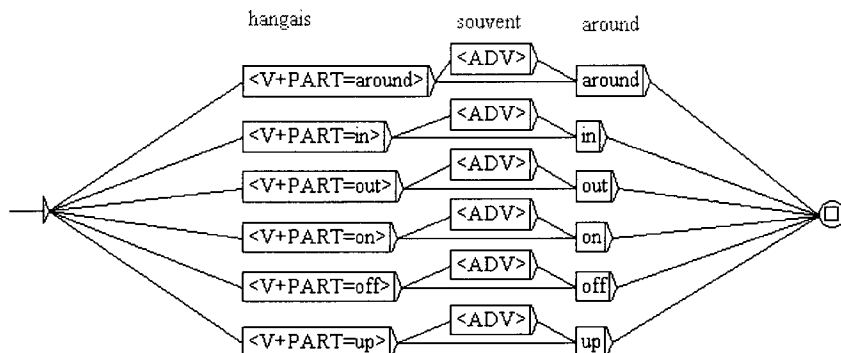 hangais souvent around
<ADV>
<V+PART=around> around
<ADV>
<V+PART=in> in
<ADV>
<V+PART=out> out
<ADV>
<V+PART=on> on
<ADV>
<V+PART=off> off
<ADV>
<V+PART=up> up